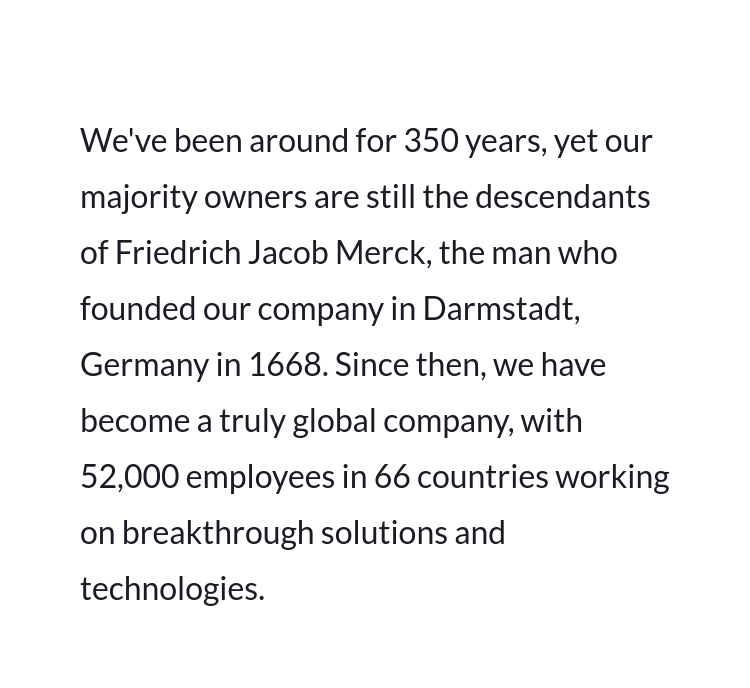 We've been around for 350 years, yet our
majority owners are still the descendants
of Friedrich Jacob Merck, the man who
founded our company in Darmstadt,
Germany in 1668. Since then, we have
become a truly global company, with
52,000 employees in 66 countries working
on breakthrough solutions and
technologies.